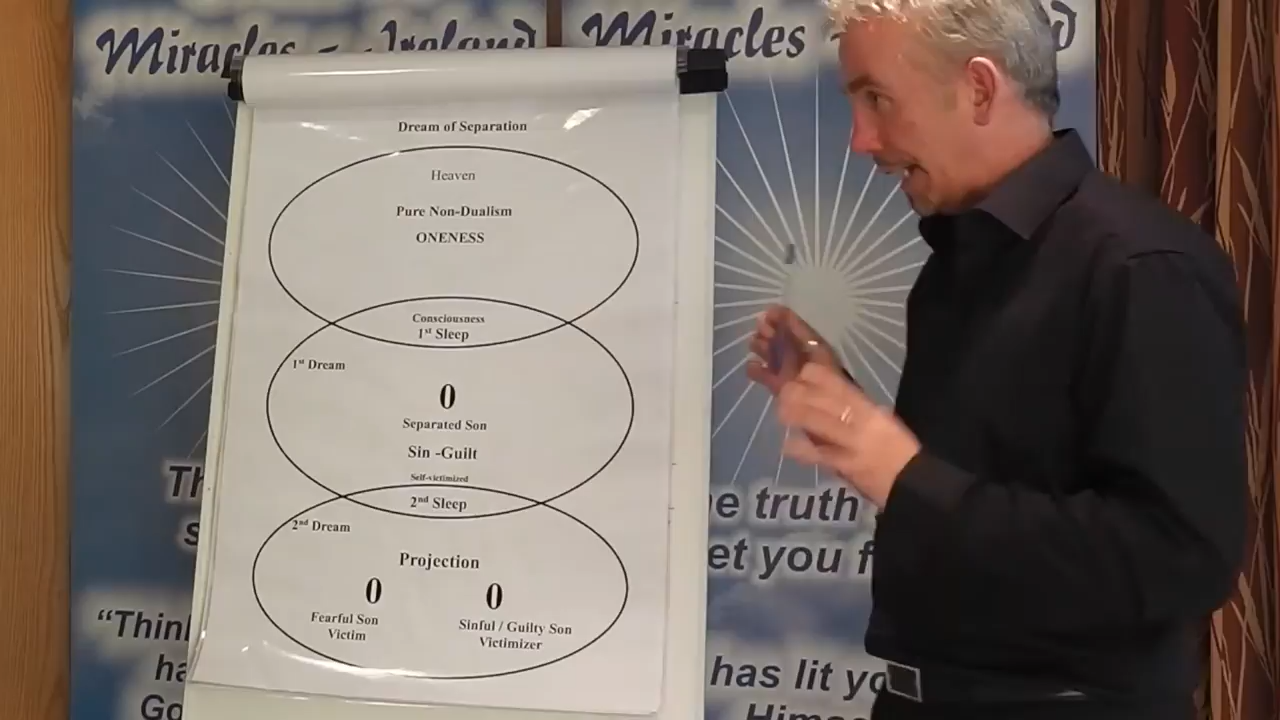 Miracles - Ireland
Miracles
Dream of Separation
Heaven
Pure Non-Dualism
ONENESS
Consciousness
1st Sleep
1st Dream
0
Separated Son
Sin -Guilt
Self-victimized
2nd Sleep
2nd Dream
Projection
0 0
Fearful Son
Victim
Sinful / Guilty Son
Victimizer
truth
you
"Think
has lit